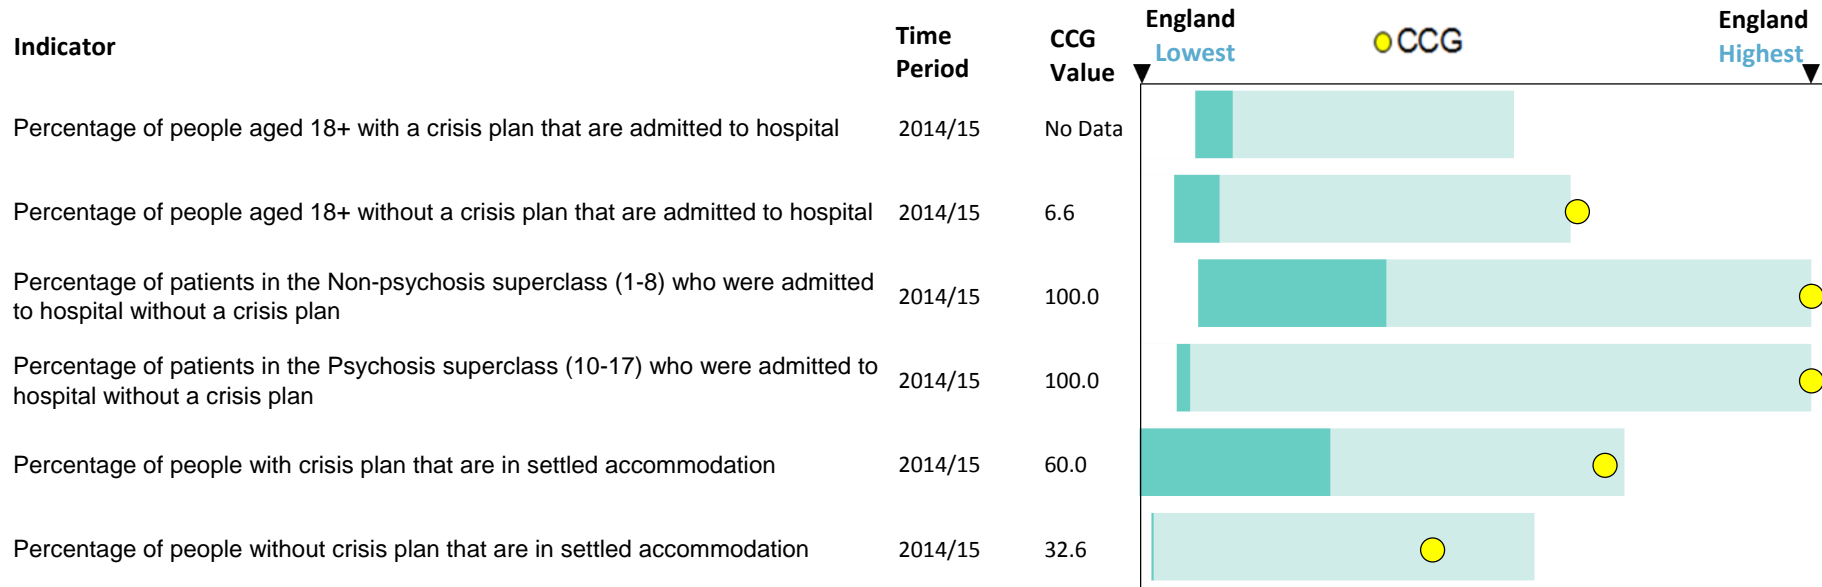 Indicator
Time
Period
CCG
Value
England
Lowest
CCG
England
Highest
Percentage of people aged 18+ with a crisis plan that are admitted to hospital 2014/15 No Data
Percentage of people aged 18+ without a crisis plan that are admitted to hospital 2014/15 6.6
Percentage of patients in the Non-psychosis superclass (1-8) who were admitted
to hospital without a crisis plan
2014/15 100.0
Percentage of patients in the Psychosis superclass (10-17) who were admitted to
hospital without a crisis plan
2014/15 100.0
Percentage of people with crisis plan that are in settled accommodation 2014/15 60.0
Percentage of people without crisis plan that are in settled accommodation 2014/15 32.6